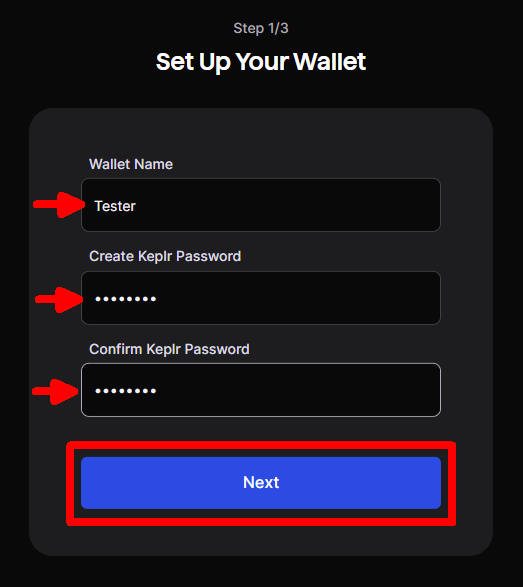 Step 1/3
Set Up Your Wallet
Wallet Name
Tester
Create Keplr Password
••••••••
Confirm Keplr Password
••••••••
Next